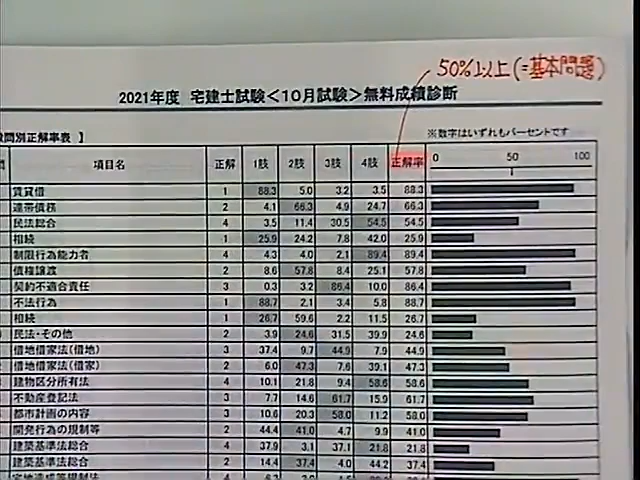 50%以上(=基本問題)
2021年度 宅建士試験<10月試験>無料成績診断
問別正解率表 】
※数字はいずれもパーセントです
項目名 正解 1肢 2肢 3肢 4肢 正解率 0 50 100
賃貸借 1 88.3 5.0 3.2 3.5 88.3
連帯債務 2 4.1 66.3 4.9 24.7 66.3
民法総合 4 3.5 11.4 30.5 54.5 54.5
相続 1 25.9 24.2 7.8 42.0 25.9
制限行為能力者 4 4.3 4.0 2.1 89.4 89.4
債権譲渡 2 8.6 57.8 8.4 25.1 57.8
契約不適合責任 3 0.3 3.2 86.4 10.0 86.4
不法行為 1 88.7 2.1 3.4 5.8 88.7
相続 1 26.7 59.6 2.2 11.5 26.7
民法・その他 2 3.9 24.6 31.5 39.9 24.6
借地借家法(借地) 3 37.4 9.7 44.9 7.9 44.9
借地借家法(借家) 2 6.0 47.3 7.6 39.1 47.3
建物区分所有法 4 10.1 21.8 9.4 58.6 58.6
不動産登記法 3 7.7 14.6 61.7 15.9 61.7
都市計画の内容 3 10.6 20.3 58.0 11.2 58.0
開発行為の規制等 2 44.4 41.0 4.7 9.9 41.0
建築基準法総合 4 37.9 3.1 37.1 21.8 21.8
建築基準法総合 2 14.4 37.4 4.0 44.2 37.4
宅地造成等規制法 4